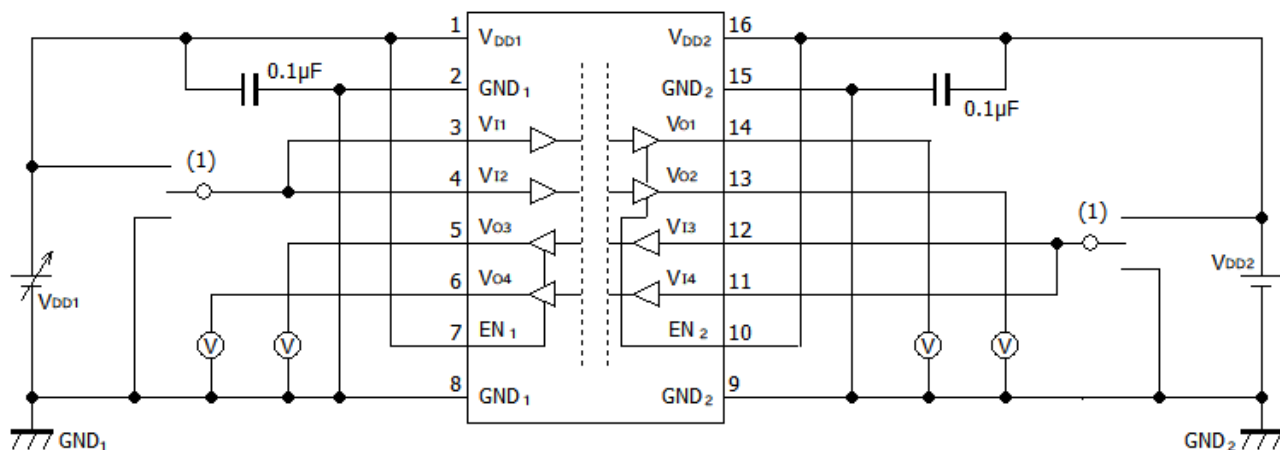 1 VDD1 VDD2 16
0.1µF 2 GND1 GND2 15 0.1µF
3 VI1 VO1 14
(1) 4 VI2 VO2 13
5 VO3 VI3 12 (1)
VDD1 6 VO4 VI4 11 VDD2
V V 7 EN1 EN2 10 V V
8 GND1 GND2 9
GND1 GND2